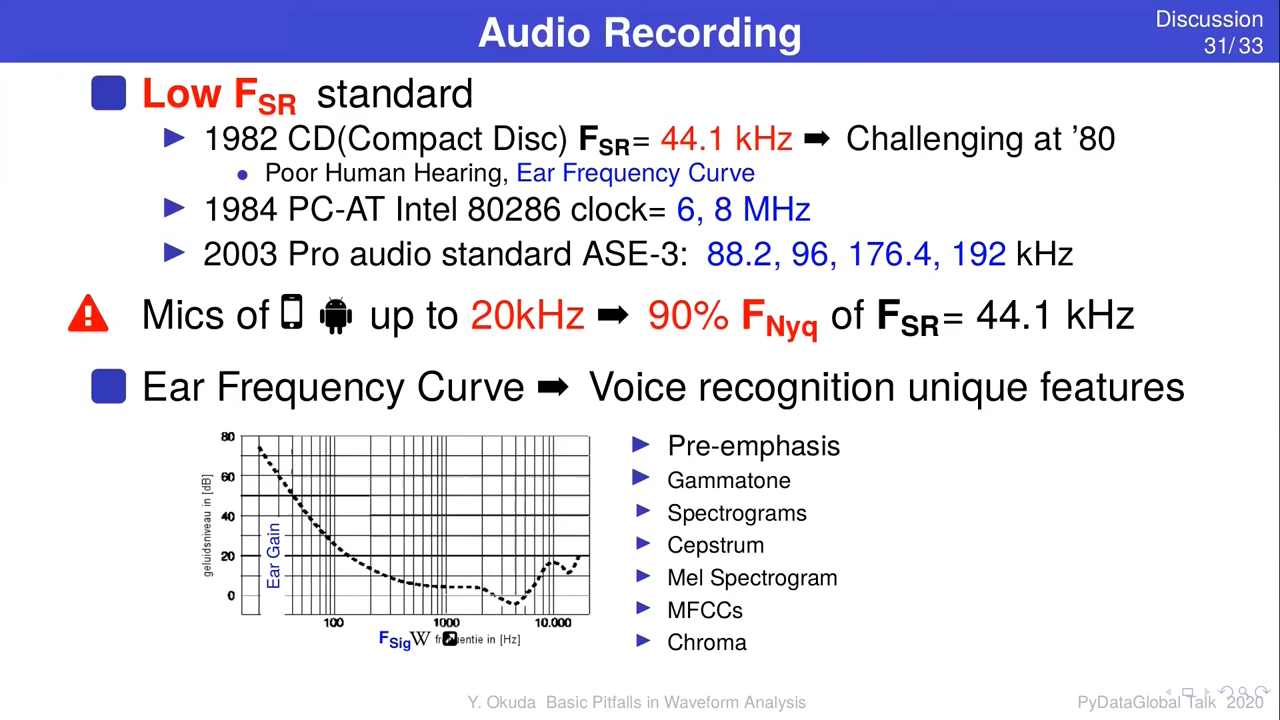 Audio Recording
Discussion
31/33
Low FSR standard
1982 CD(Compact Disc) FSR= 44.1 kHz ➡ Challenging at ’80
Poor Human Hearing, Ear Frequency Curve
1984 PC-AT Intel 80286 clock= 6, 8 MHz
2003 Pro audio standard ASE-3: 88.2, 96, 176.4, 192 kHz
Mics of up to 20kHz ➡ 90% FNyq of FSR= 44.1 kHz
Ear Frequency Curve ➡ Voice recognition unique features
80
60
40
20
0
geluidsniveau in [dB]
Ear Gain
100 1000 10.000
FSig W frequentie in [Hz]
Pre-emphasis
Gammatone
Spectrograms
Cepstrum
Mel Spectrogram
MFCCs
Chroma
Y. Okuda Basic Pitfalls in Waveform Analysis
PyDataGlobal Talk 2020